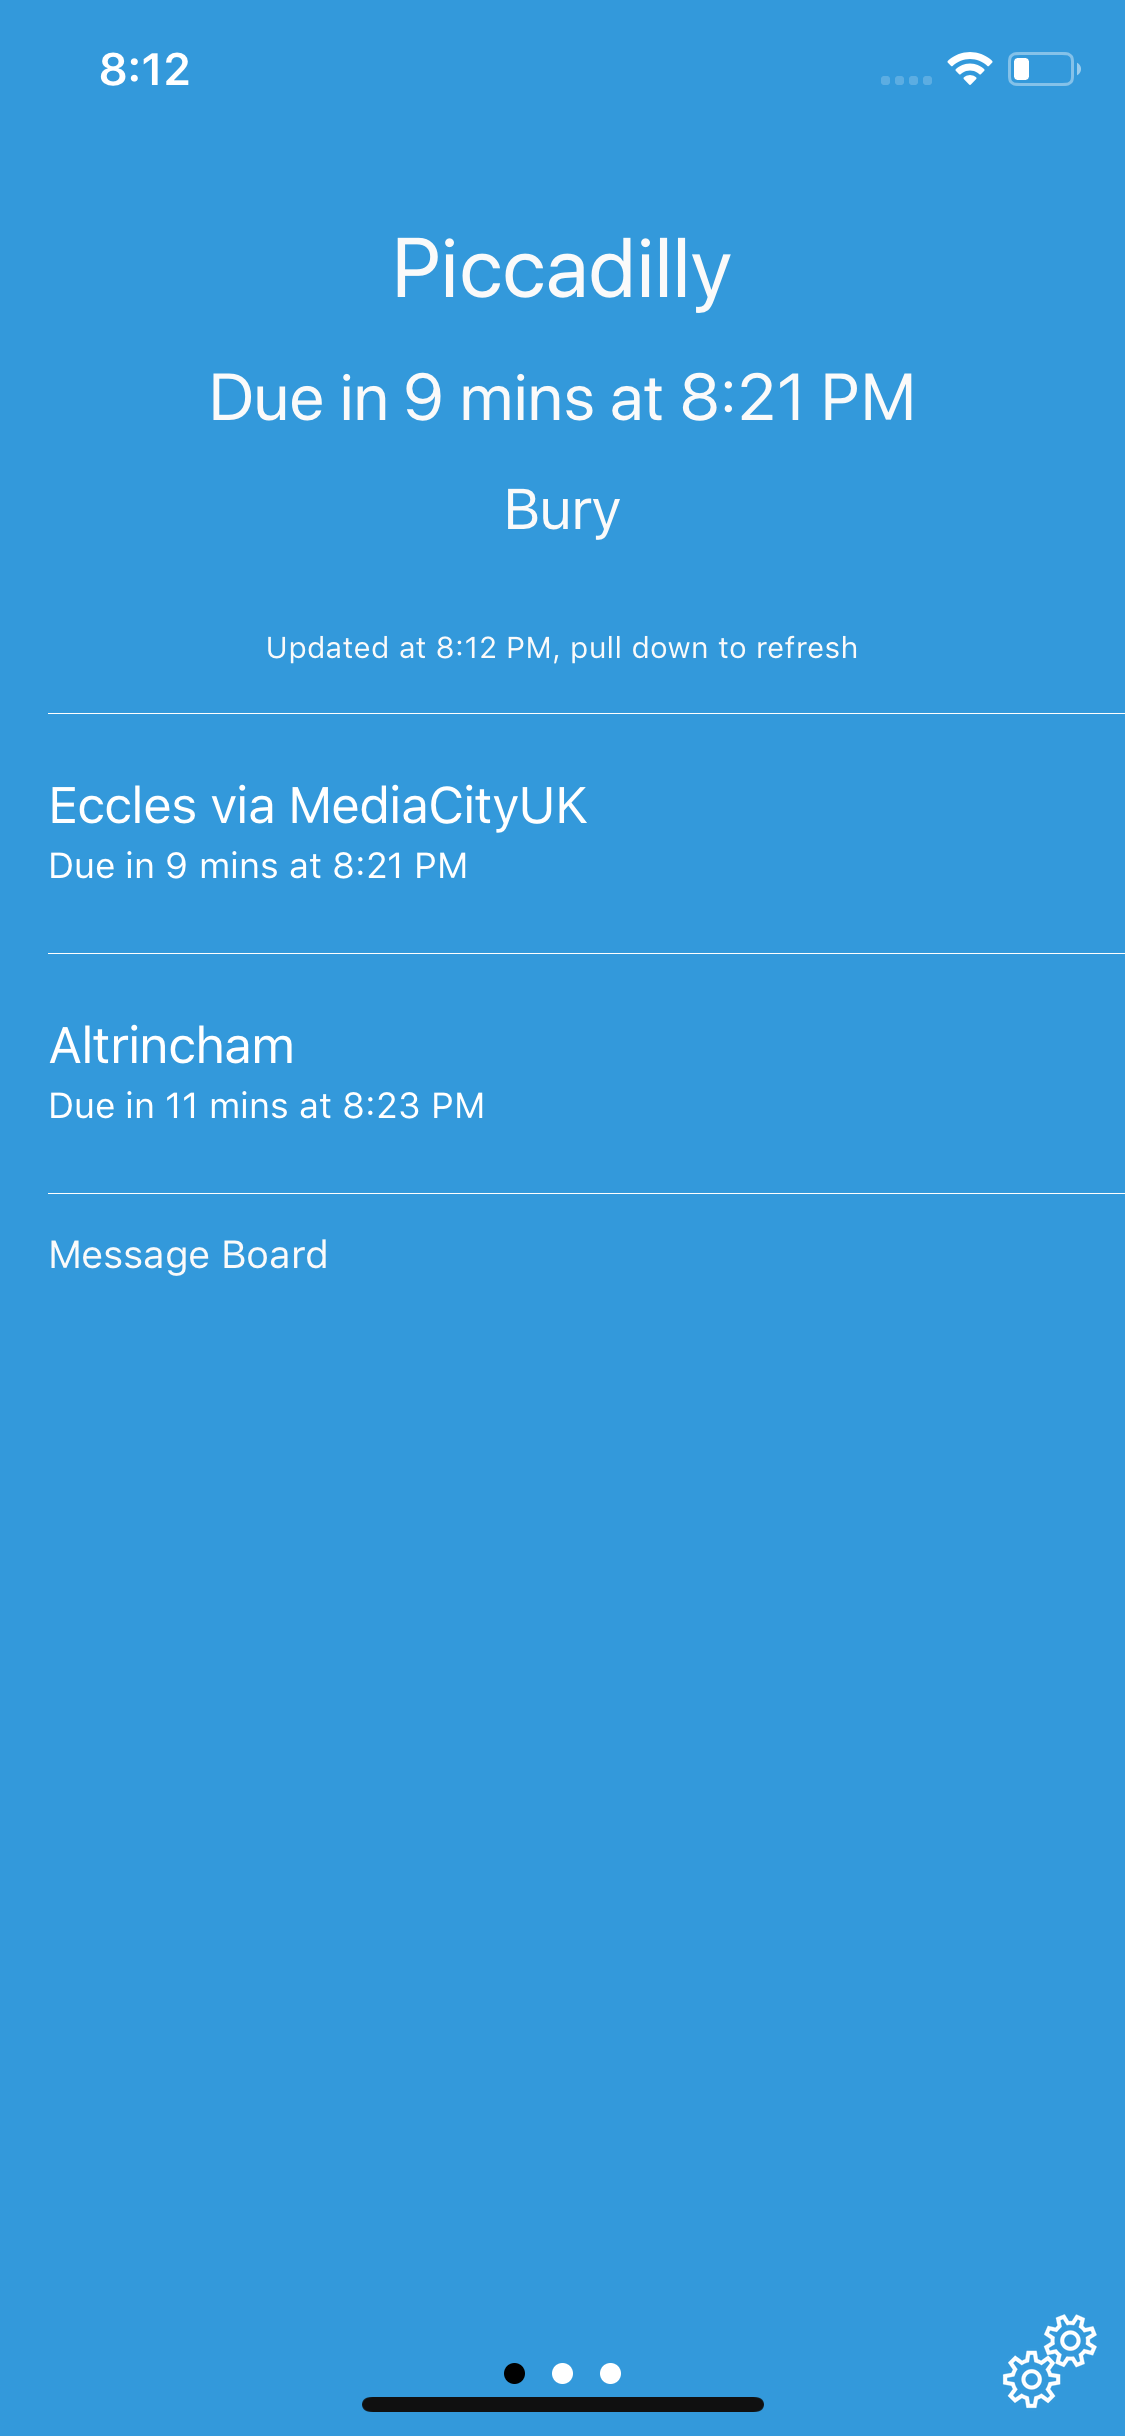 8:12
Piccadilly
Due in 9 mins at 8:21 PM
Bury
Updated at 8:12 PM, pull down to refresh
Eccles via MediaCityUK
Due in 9 mins at 8:21 PM
Altrincham
Due in 11 mins at 8:23 PM
Message Board